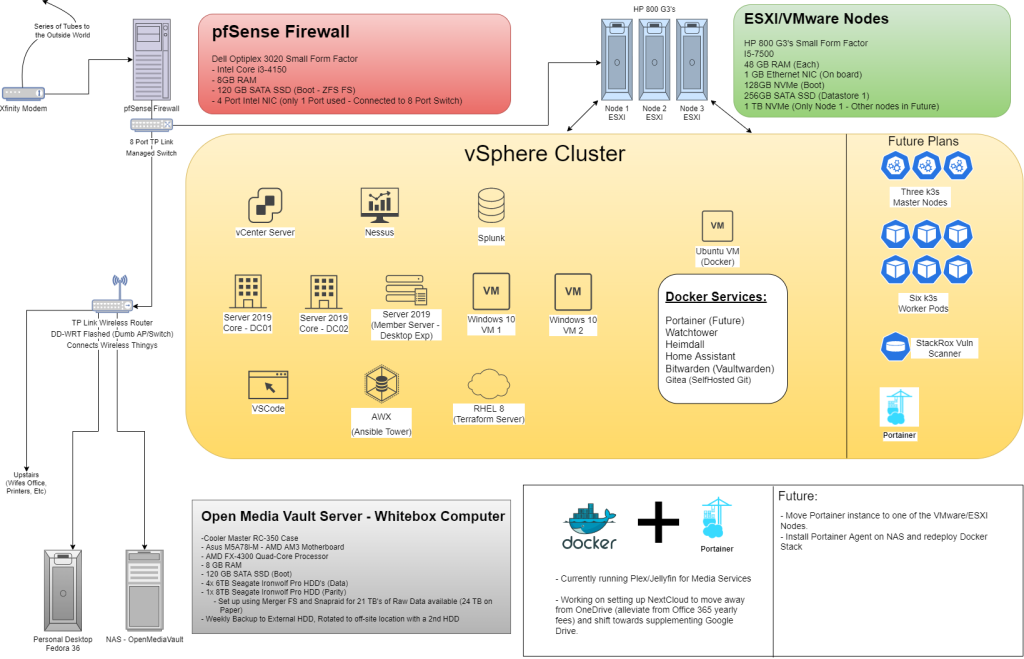 Series of Tubes to
the Outside World
Xfinity Modem
pfSense Firewall
8 Port TP Link
Managed Switch
pfSense Firewall
Dell Optiplex 3020 Small Form Factor
- Intel Core i3-4150
- 8GB RAM
- 120 GB SATA SSD (Boot - ZFS FS)
- 4 Port Intel NIC (only 1 Port used - Connected to 8 Port Switch)
HP 800 G3's
Node 1
ESXI
Node 2
ESXI
Node 3
ESXI
ESXI/VMware Nodes
HP 800 G3's Small Form Factor
I5-7500
48 GB RAM (Each)
1 GB Ethernet NIC (On board)
128GB NVMe (Boot)
256GB SATA SSD (Datastore 1)
1 TB NVMe (Only Node 1 - Other nodes in Future)
vSphere Cluster
vCenter Server
Nessus
Splunk
VM
Ubuntu VM
(Docker)
Server 2019
Core - DC01
Server 2019
Core - DC02
Server 2019
(Member Server -
Desktop Exp)
VM
Windows 10
VM 1
VM
Windows 10
VM 2
VSCode
AWX
(Ansible Tower)
RHEL 8
(Terraform Server)
Docker Services:
Portainer (Future)
Watchtower
Heimdall
Home Assistant
Bitwarden (Vaultwarden)
Gitea (SelfHosted Git)
Future Plans
Three k3s
Master Nodes
Six k3s
Worker Pods
StackRox Vuln
Scanner
Portainer
TP Link Wireless Router
DD-WRT Flashed (Dumb AP/Switch)
Connects Wireless Thingys
Upstairs
(Wifes Office,
Printers, Etc)
Personal Desktop
Fedora 36
NAS - OpenMediaVault
Open Media Vault Server - Whitebox Computer
-Cooler Master RC-350 Case
- Asus M5A78l-M - AMD AM3 Motherboard
- AMD FX-4300 Quad-Core Processor
- 8 GB RAM
- 120 GB SATA SSD (Boot)
- 4x 6TB Seagate Ironwolf Pro HDD's (Data)
- 1x 8TB Seagate Ironwolf Pro HDD (Parity)
- Set up using Merger FS and Snapraid for 21 TB's of Raw Data available (24 TB on
Paper)
- Weekly Backup to External HDD, Rotated to off-site location with a 2nd HDD
docker
Portainer
- Currently running Plex/Jellyfin for Media Services
- Working on setting up NextCloud to move away
from OneDrive (alleviate from Office 365 yearly
fees) and shift towards supplementing Google
Drive.
Future:
- Move Portainer instance to one of the VMware/ESXI
Nodes.
- Install Portainer Agent on NAS and redeploy Docker
Stack